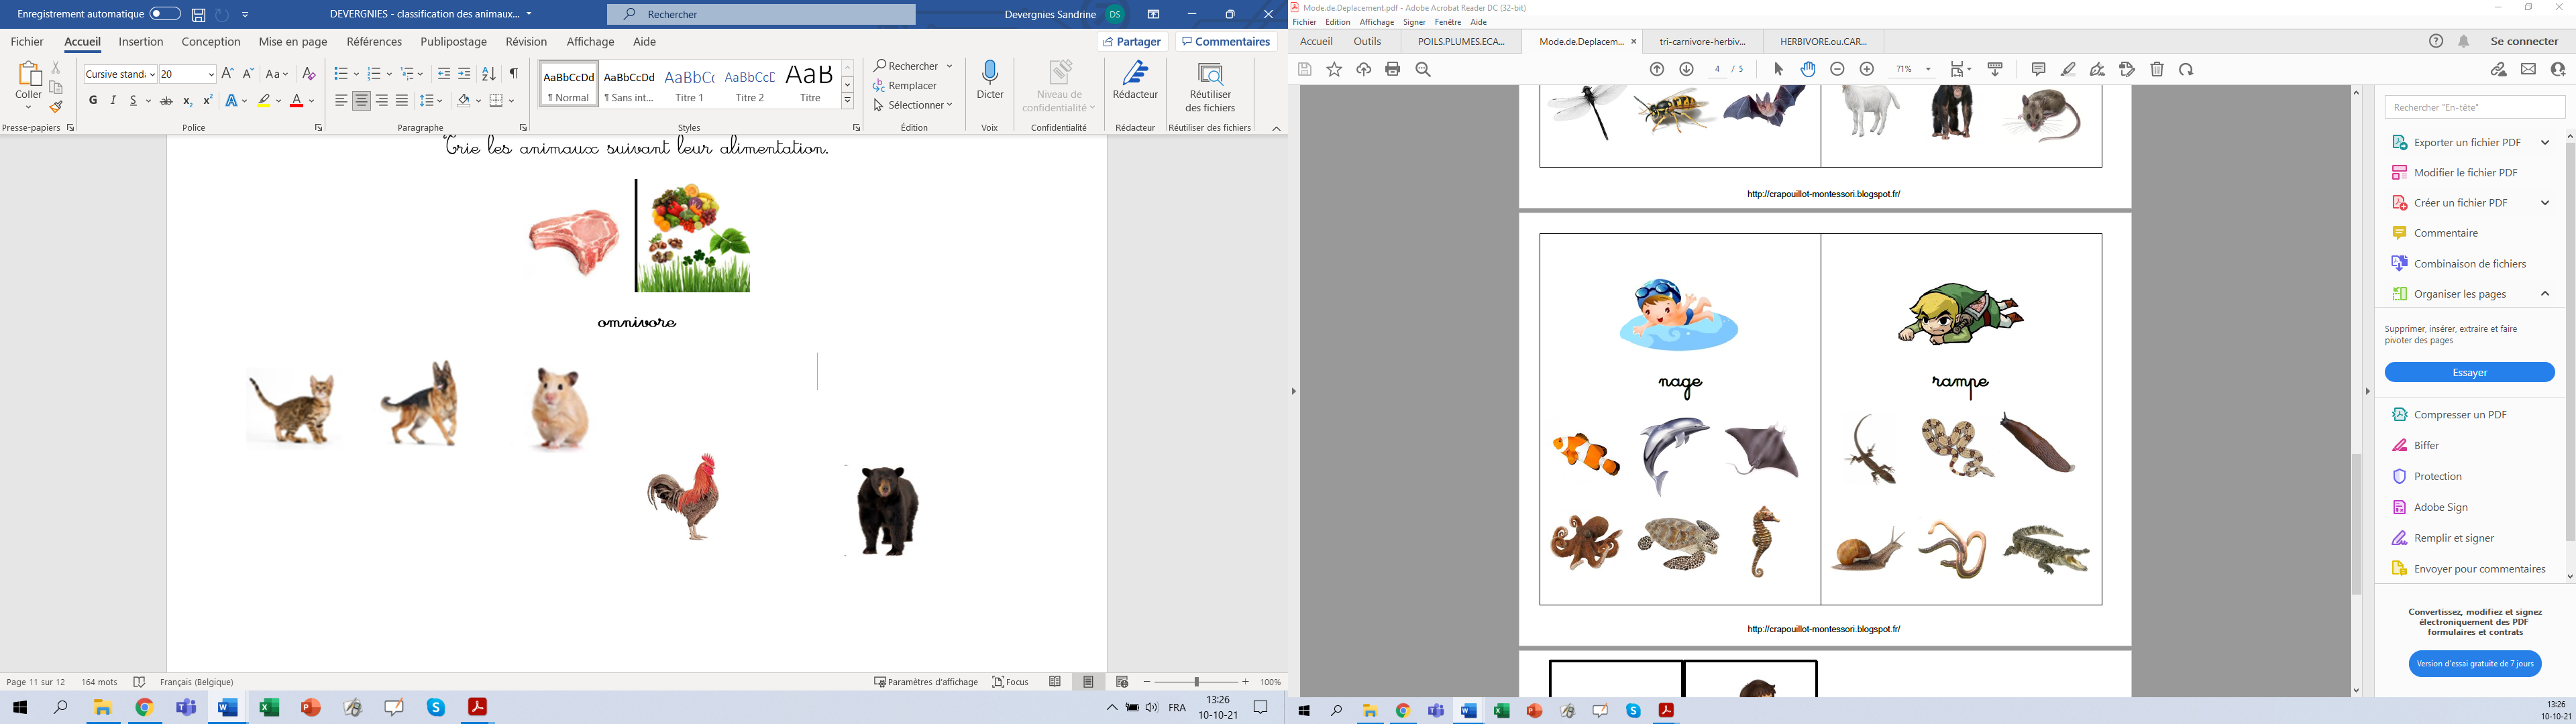 Enregistrement automatique
DEVERGNIES - classification des animaux...
Rechercher
Devergnies Sandrine
DS
Fichier
Accueil
Insertion
Conception
Mise en page
Références
Publipostage
Révision
Affichage
Aide
Partager
Commentaires
Coller
Cursive stand
20
AaBbCcDd
¶ Normal
AaBbCcDd
¶ Sans int...
AaBbC
Titre 1
AaBbCcD
Titre 2
AaB
Titre
Rechercher
Remplacer
Sélectionner
Dicter
Niveau de
confidentialité
Rédacteur
Réutiliser
des fichiers
Presse-papiers
Police
Paragraphe
Styles
Édition
Voix
Confidentialité
Rédacteur
Réutiliser des fichiers
Trie les animaux suivant leur alimentation.
omnivore
Page 11 sur 12
164 mots
Français (Belgique)
Paramètres d'affichage
Focus
100%
FRA
13:26
10-10-21
Mode.de.Deplacement.pdf - Adobe Acrobat Reader DC (32-bit)
Fichier
Edition
Affichage
Signer
Fenêtre
Aide
Accueil
Outils
POILS.PLUMES.ECA...
Mode.de.Deplacem...
tri-carnivore-herbiv...
HERBIVORE.ou.CAR...
Se connecter
4 / 5
71%
http://crapouillot-montessori.blogspot.fr/
nage
rampe
http://crapouillot-montessori.blogspot.fr/
Rechercher "En-tête"
Exporter un fichier PDF
Modifier le fichier PDF
Créer un fichier PDF
Commentaire
Combinaison de fichiers
Organiser les pages
Supprimer, insérer, extraire et faire
pivoter des pages
Essayer
Compresser un PDF
Biffer
Protection
Adobe Sign
Remplir et signer
Envoyer pour commentaires
Convertissez, modifiez et signez
électroniquement des PDF
formulaires et contrats
Version d'essai gratuite de 7 jours
13:26
10-10-21